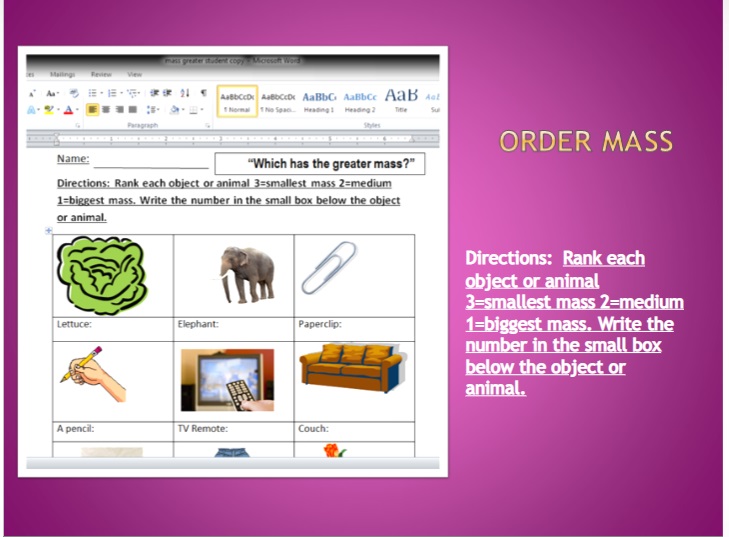 mass greater student copy - Microsoft Word
Mailings Review View
AaBbCcDc AaBbCcDc AaBbC AaBbCc AaB
¶ Normal ¶ No Spaci... Heading 1 Heading 2 Title
Paragraph Styles
Name: "Which has the greater mass?"
Directions: Rank each object or animal 3=smallest mass 2=medium
1=biggest mass. Write the number in the small box below the object
or animal.
Lettuce: Elephant: Paperclip:
A pencil: TV Remote: Couch:
ORDER MASS
Directions: Rank each
object or animal
3=smallest mass 2=medium
1=biggest mass. Write the
number in the small box
below the object or
animal.